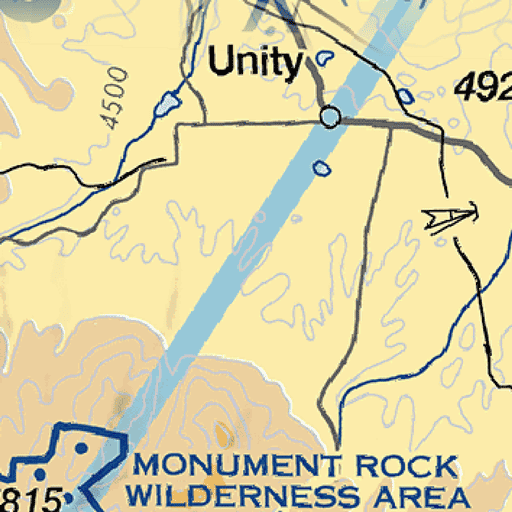 Unity
492
4500
MONUMENT ROCK
WILDERNESS AREA
815